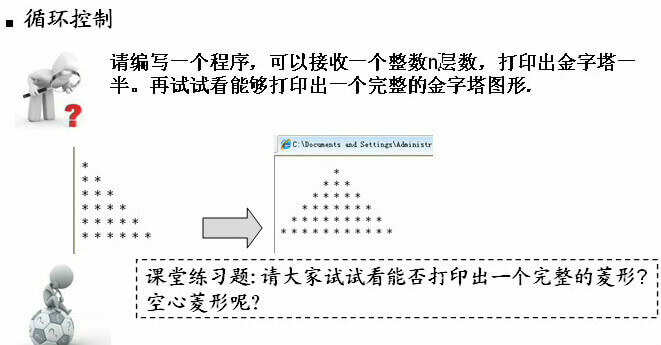 循环控制
请编写一个程序，可以接收一个整数n层数，打印出金字塔一
半。再试试看能够打印出一个完整的金字塔图形.
?
C:\Documents and Settings\Administr
*
* *
* * *
* * * *
* * * * *
* * * * * *
*
* * *
* * * * *
* * * * * * *
* * * * * * * * *
* * * * * * * * * * *
课堂练习题：请大家试试看能否打印出一个完整的菱形?
空心菱形呢?